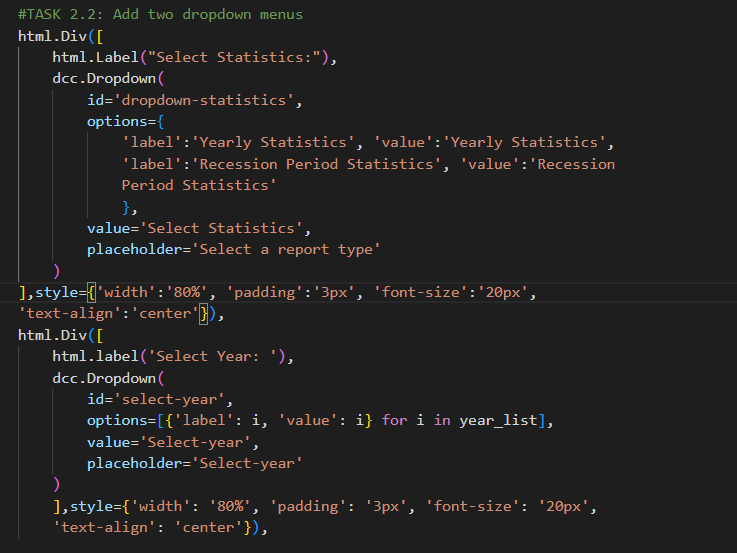 #TASK 2.2: Add two dropdown menus
html.Div([
    html.Label("Select Statistics:"),
    dcc.Dropdown(
        id='dropdown-statistics',
        options={
            'label':'Yearly Statistics', 'value':'Yearly Statistics',
            'label':'Recession Period Statistics', 'value':'Recession
            Period Statistics'
            },
        value='Select Statistics',
        placeholder='Select a report type'
    )
],style={'width':'80%', 'padding':'3px', 'font-size':'20px',
'text-align':'center'}),
html.Div([
    html.label('Select Year: '),
    dcc.Dropdown(
        id='select-year',
        options=[{'label': i, 'value': i} for i in year_list],
        value='Select-year',
        placeholder='Select-year'
    )
    ],style={'width': '80%', 'padding': '3px', 'font-size': '20px',
    'text-align': 'center'}),